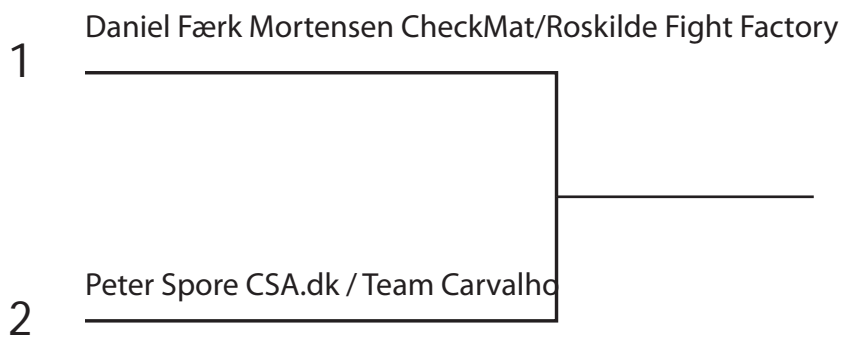 Daniel Færk Mortensen CheckMat/Roskilde Fight Factory
1
Peter Spore CSA.dk / Team Carvalho
2